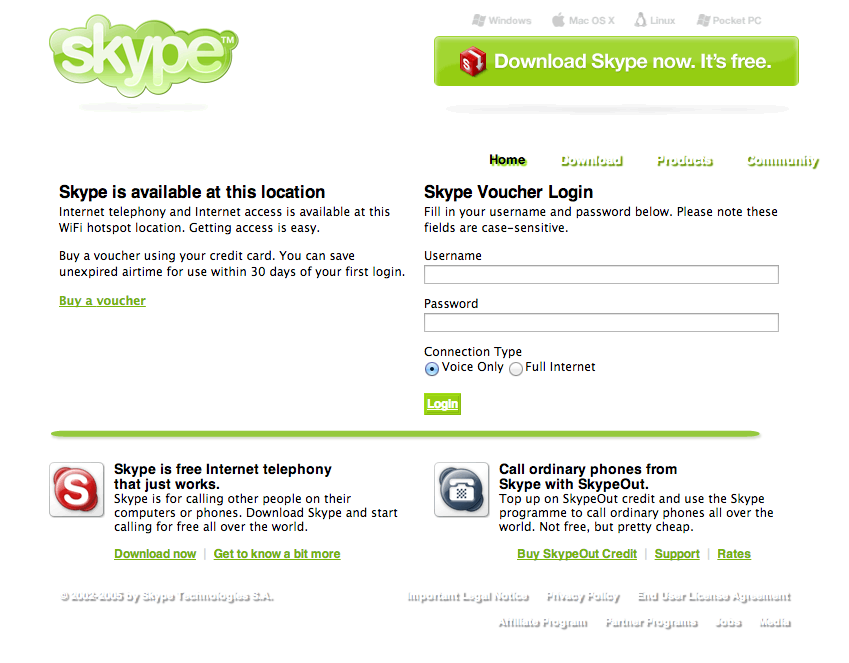 skype™
Windows Mac OS X Linux Pocket PC
Download Skype now. It's free.
Home Download Products Community
Skype is available at this location
Internet telephony and Internet access is available at this
WiFi hotspot location. Getting access is easy.
Buy a voucher using your credit card. You can save
unexpired airtime for use within 30 days of your first login.
Buy a voucher
Skype Voucher Login
Fill in your username and password below. Please note these
fields are case-sensitive.
Username
Password
Connection Type
Voice Only Full Internet
Login
Skype is free Internet telephony
that just works.
Skype is for calling other people on their
computers or phones. Download Skype and start
calling for free all over the world.
Download now | Get to know a bit more
Call ordinary phones from
Skype with SkypeOut.
Top up on SkypeOut credit and use the Skype
programme to call ordinary phones all over the
world. Not free, but pretty cheap.
Buy SkypeOut Credit | Support | Rates
© 2002-2005 by Skype Technologies S.A.
Important Legal Notice Privacy Policy End User License Agreement
Affiliate Program Partner Programs Jobs Media